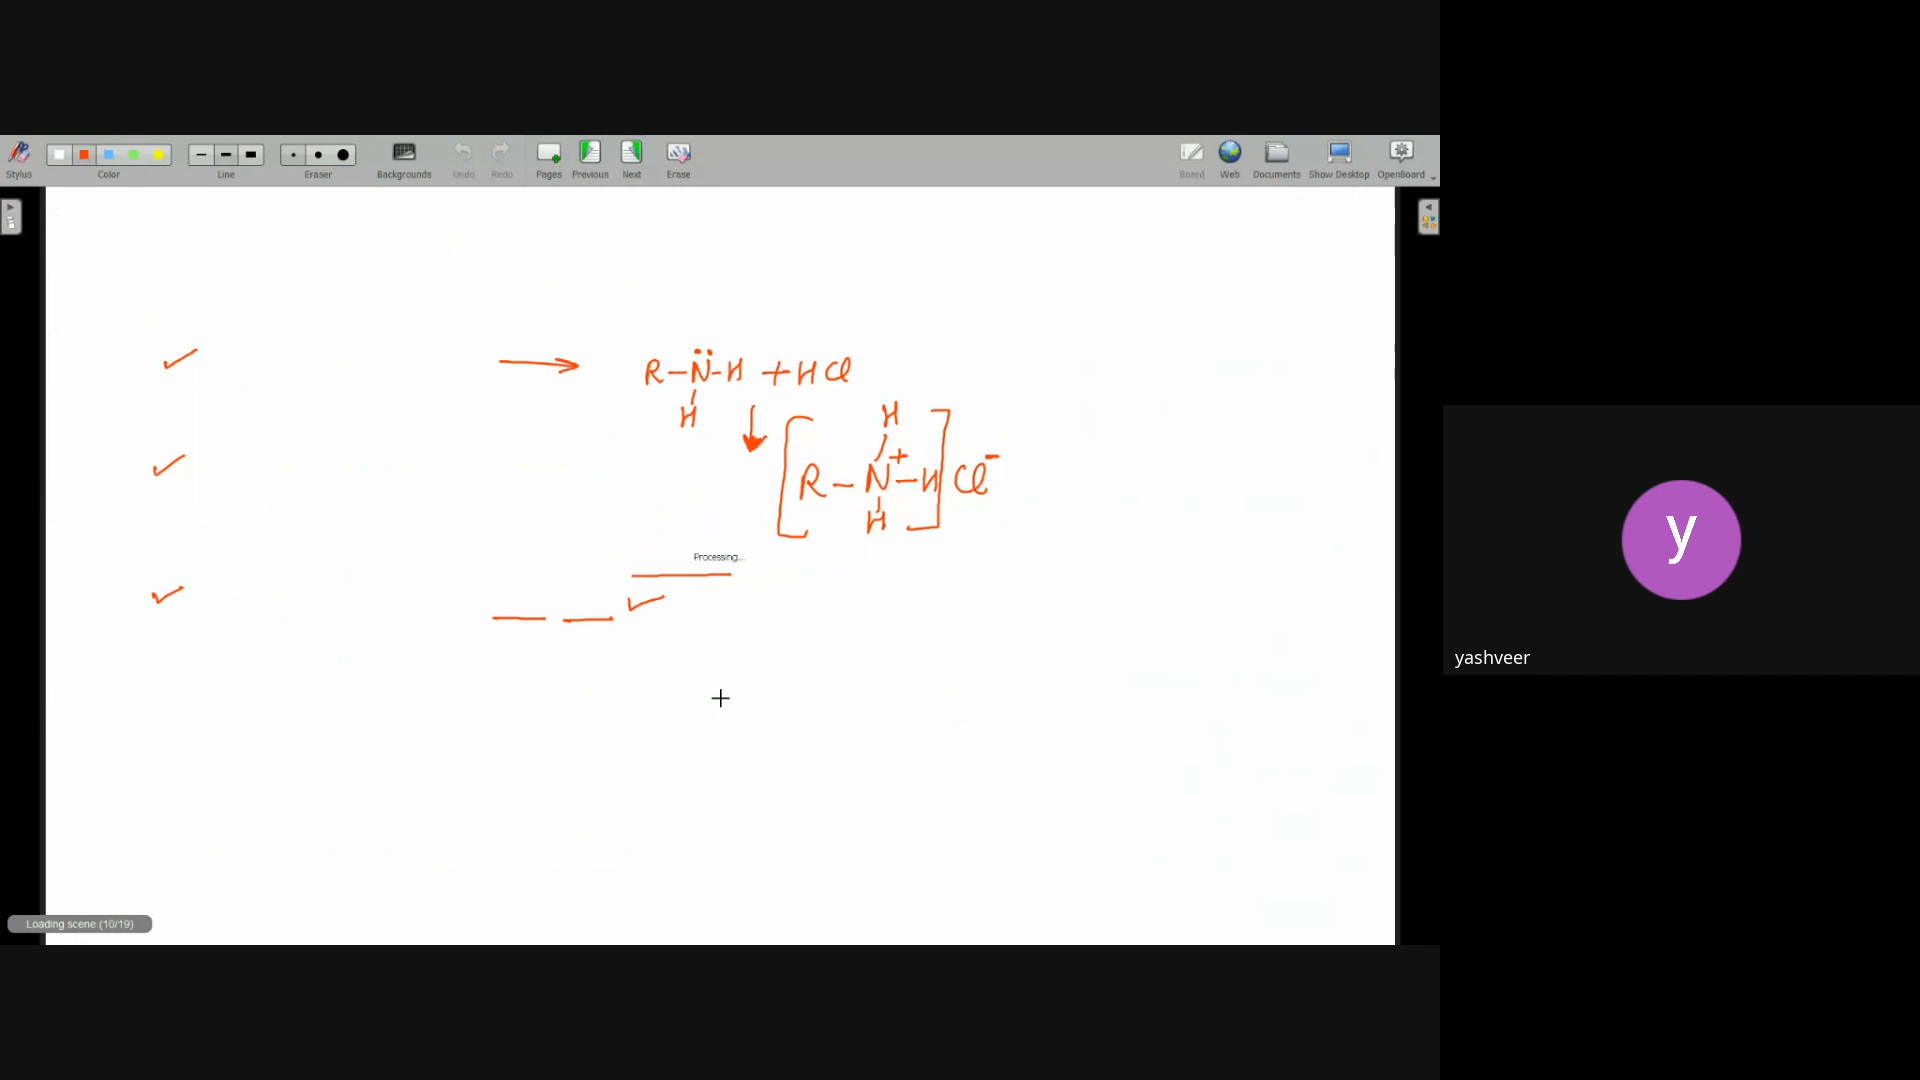 Stylus Color Line Eraser Backgrounds Undo Redo Pages Previous Next Erase Board Web Documents Show Desktop OpenBoard
R–N̈–H + HCl
H
H
[R–N⁺–H]Cl⁻
H
Processing...
y
yashveer
Loading scene (10/19)